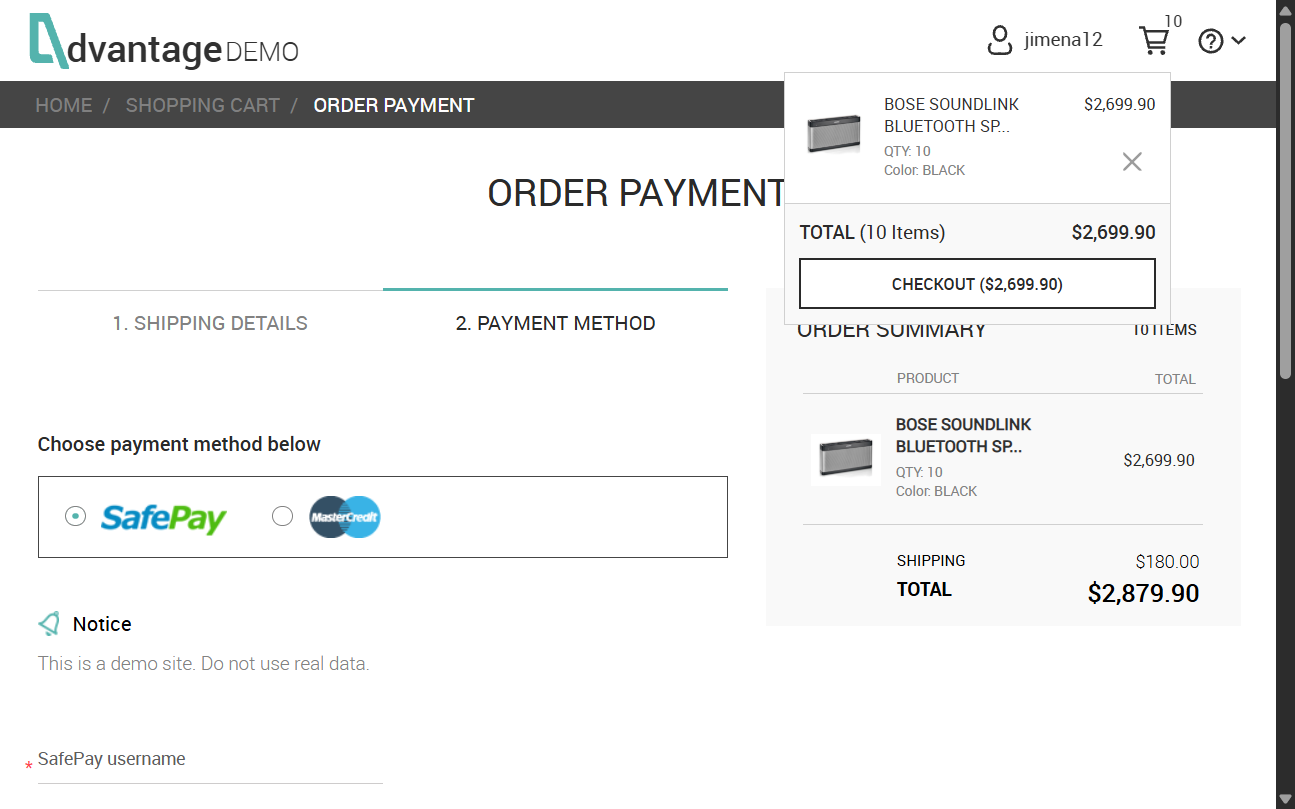 dvantage DEMO
jimena12
10
HOME / SHOPPING CART / ORDER PAYMENT
BOSE SOUNDLINK
BLUETOOTH SP...
$2,699.90
QTY: 10
Color: BLACK
TOTAL (10 Items)
$2,699.90
CHECKOUT ($2,699.90)
ORDER PAYMENT
1. SHIPPING DETAILS
2. PAYMENT METHOD
Choose payment method below
SafePay
MasterCredit
Notice
This is a demo site. Do not use real data.
* SafePay username
ORDER SUMMARY
10 ITEMS
PRODUCT
TOTAL
BOSE SOUNDLINK
BLUETOOTH SP...
QTY: 10
Color: BLACK
$2,699.90
SHIPPING
$180.00
TOTAL
$2,879.90